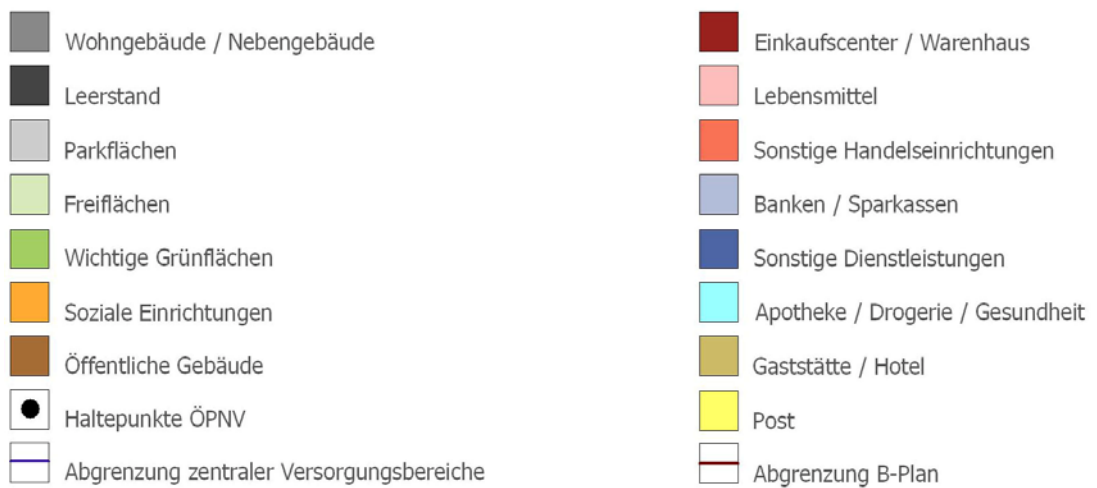 Wohngebäude / Nebengebäude
Leerstand
Parkflächen
Freiflächen
Wichtige Grünflächen
Soziale Einrichtungen
Öffentliche Gebäude
Haltepunkte ÖPNV
Abgrenzung zentraler Versorgungsbereiche
Einkaufscenter / Warenhaus
Lebensmittel
Sonstige Handelseinrichtungen
Banken / Sparkassen
Sonstige Dienstleistungen
Apotheke / Drogerie / Gesundheit
Gaststätte / Hotel
Post
Abgrenzung B-Plan